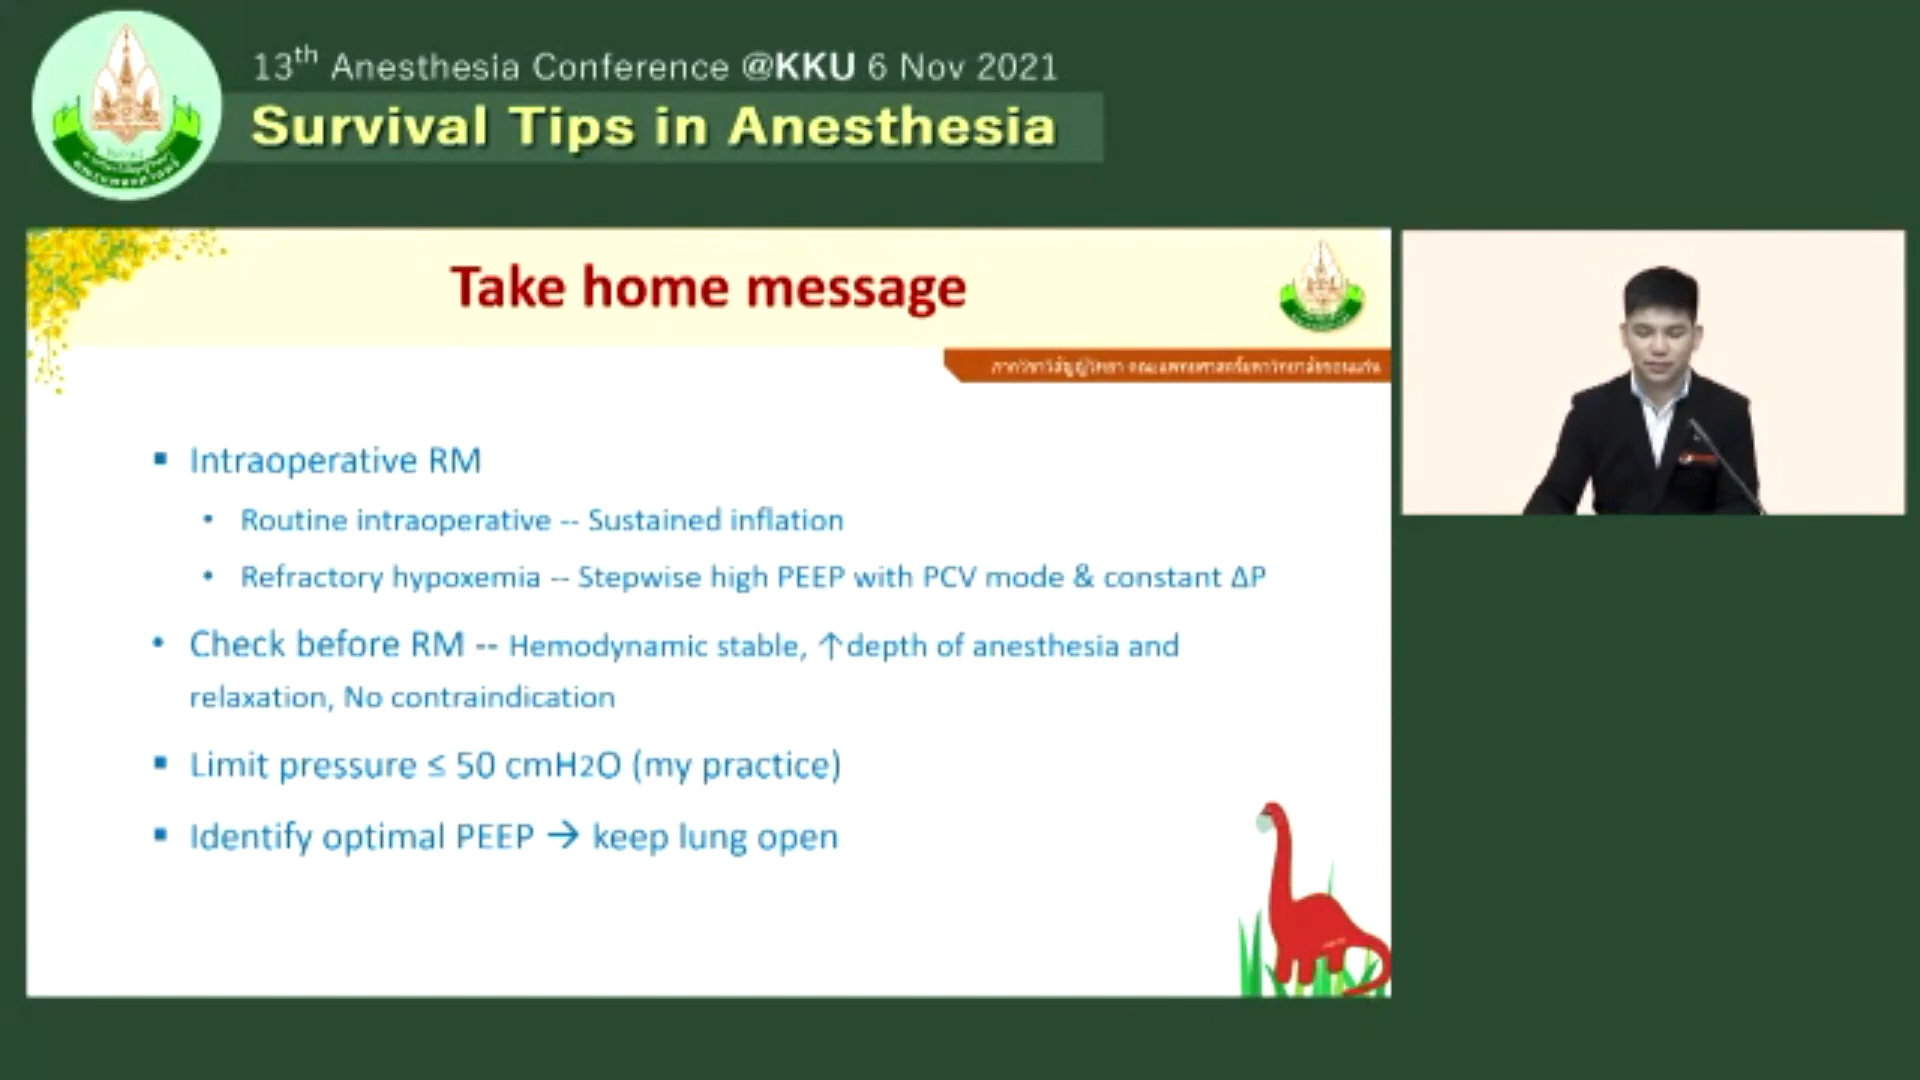 13th Anesthesia Conference @KKU 6 Nov 2021
Survival Tips in Anesthesia
Take home message
ภาควิชาวิสัญญีวิทยา คณะแพทยศาสตร์มหาวิทยาลัยขอนแก่น
▪ Intraoperative RM
• Routine intraoperative -- Sustained inflation
• Refractory hypoxemia -- Stepwise high PEEP with PCV mode & constant ΔP
• Check before RM -- Hemodynamic stable, ↑depth of anesthesia and
relaxation, No contraindication
▪ Limit pressure ≤ 50 cmH2O (my practice)
▪ Identify optimal PEEP → keep lung open